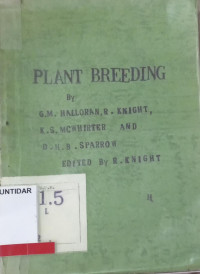 PLANT BREEDING
By
G.M. HALLORAN, R. KNIGHT,
K.S. MCWHIRTER AND
D.H.B. SPARROW
EDITED By R. KNIGHT
UNTIDAR
1.5
L